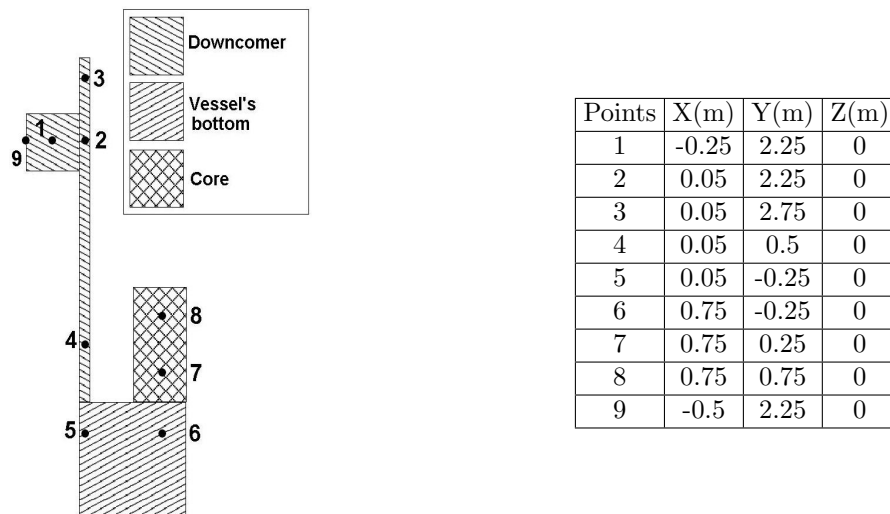 Downcomer
Vessel's
bottom
Core
3
1
2
9
8
4
7
5
6
Points X(m) Y(m) Z(m)
1 -0.25 2.25 0
2 0.05 2.25 0
3 0.05 2.75 0
4 0.05 0.5 0
5 0.05 -0.25 0
6 0.75 -0.25 0
7 0.75 0.25 0
8 0.75 0.75 0
9 -0.5 2.25 0